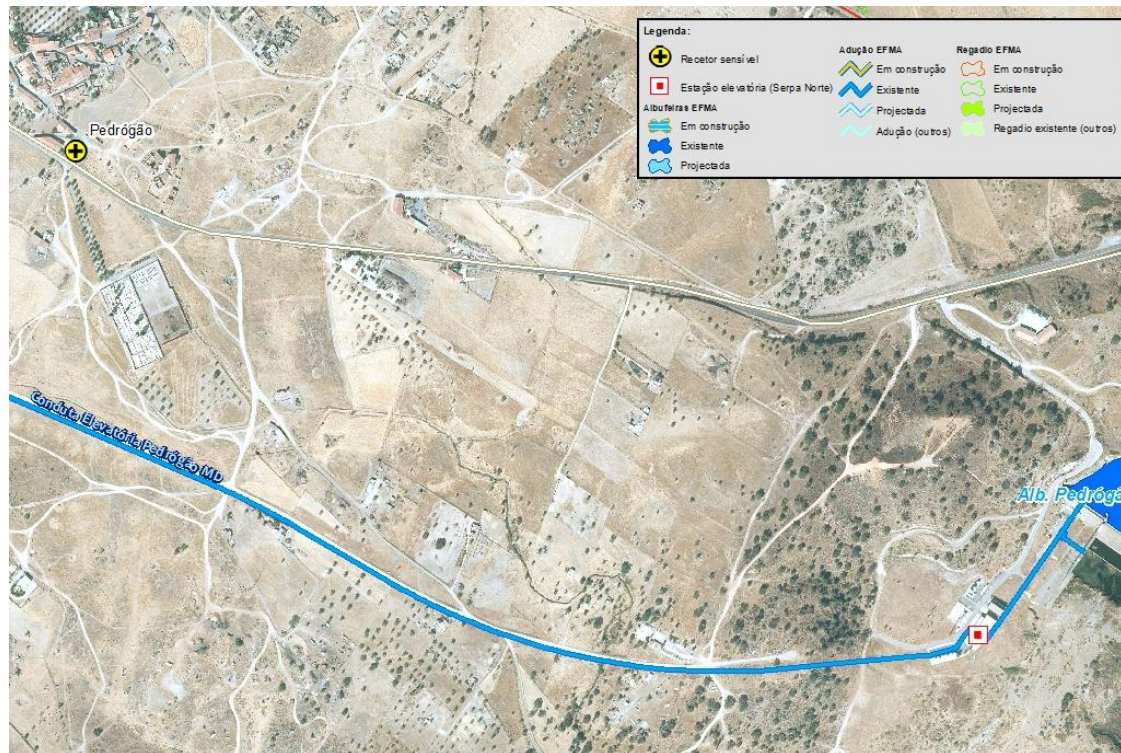 Legenda:
Recetor sensível
Estação elevatória (Serpa Norte)
Albufeiras EFMA
Em construção
Existente
Projectada
Adução EFMA
Em construção
Existente
Projectada
Adução (outros)
Regadio EFMA
Em construção
Existente
Projectada
Regadio existente (outros)
Pedrógão
Conduta Elevatória Pedrógão MD
Alb. Pedrógã